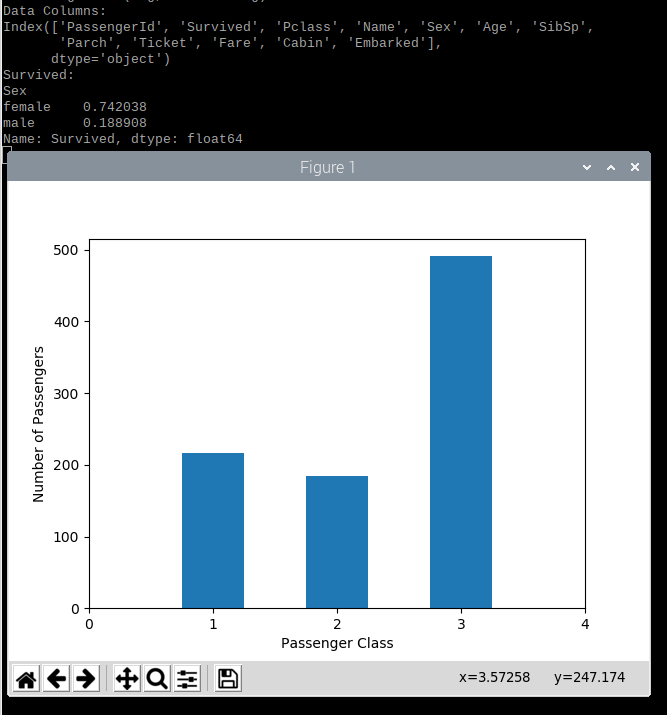 Data Columns:
Index(['PassengerId', 'Survived', 'Pclass', 'Name', 'Sex', 'Age', 'SibSp',
'Parch', 'Ticket', 'Fare', 'Cabin', 'Embarked'],
dtype='object')
Survived:
Sex
female 0.742038
male 0.188908
Name: Survived, dtype: float64
Figure 1
500
400
300
200
100
0
Number of Passengers
0 1 2 3 4
Passenger Class
x=3.57258 y=247.174